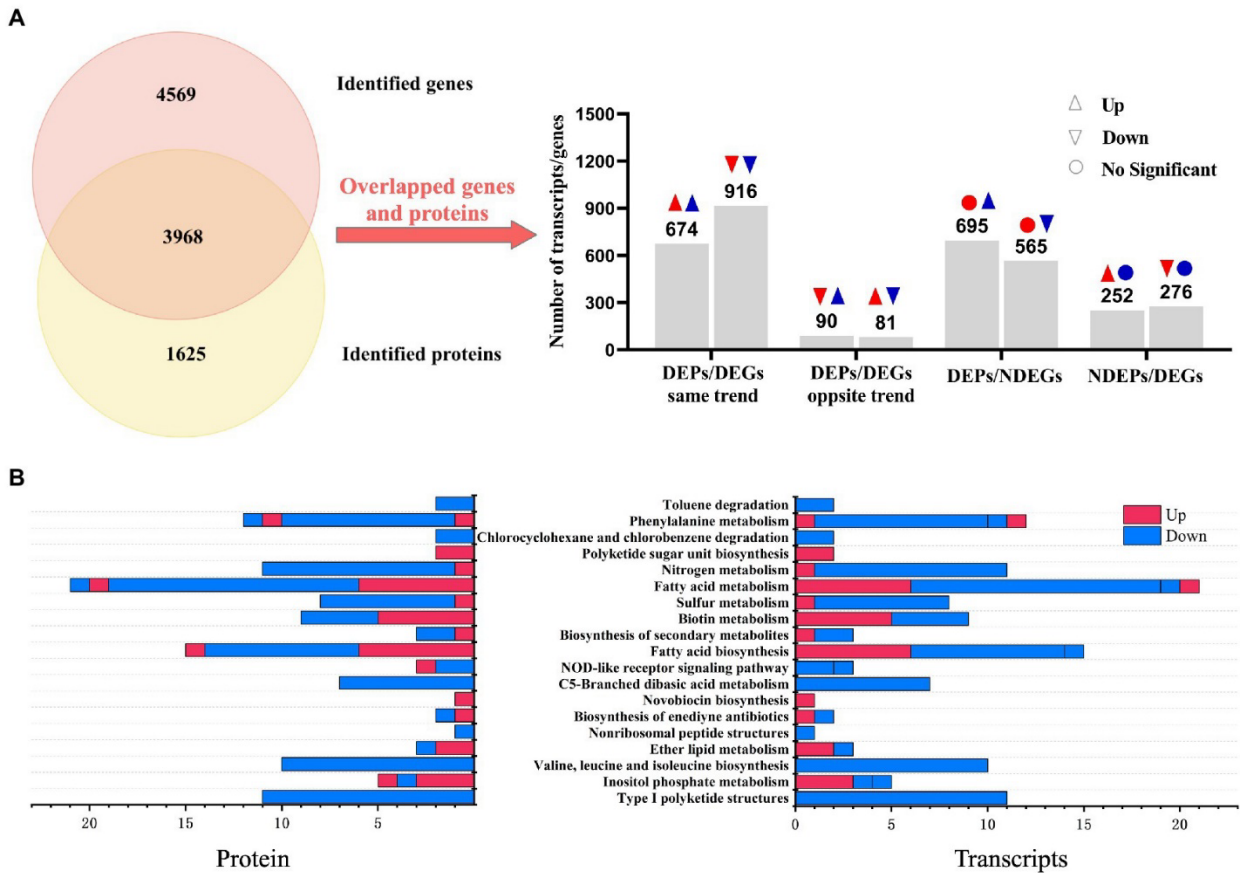 A
4569
Identified genes
3968
Overlapped genes
and proteins
1625
Identified proteins
Number of transcripts/genes
1500
1200
900
600
300
0
Up
Down
No Significant
674
916
90
81
695
565
252
276
DEPs/DEGs
same trend
DEPs/DEGs
oppsite trend
DEPs/NDEGs
NDEPs/DEGs
B
Toluene degradation
Phenylalanine metabolism
Chlorocyclohexane and chlorobenzene degradation
Polyketide sugar unit biosynthesis
Nitrogen metabolism
Fatty acid metabolism
Sulfur metabolism
Biotin metabolism
Biosynthesis of secondary metabolites
Fatty acid biosynthesis
NOD-like receptor signaling pathway
C5-Branched dibasic acid metabolism
Novobiocin biosynthesis
Biosynthesis of enediyne antibiotics
Nonribosomal peptide structures
Ether lipid metabolism
Valine, leucine and isoleucine biosynthesis
Inositol phosphate metabolism
Type I polyketide structures
Up
Down
20 15 10 5
0 5 10 15 20
Protein
Transcripts